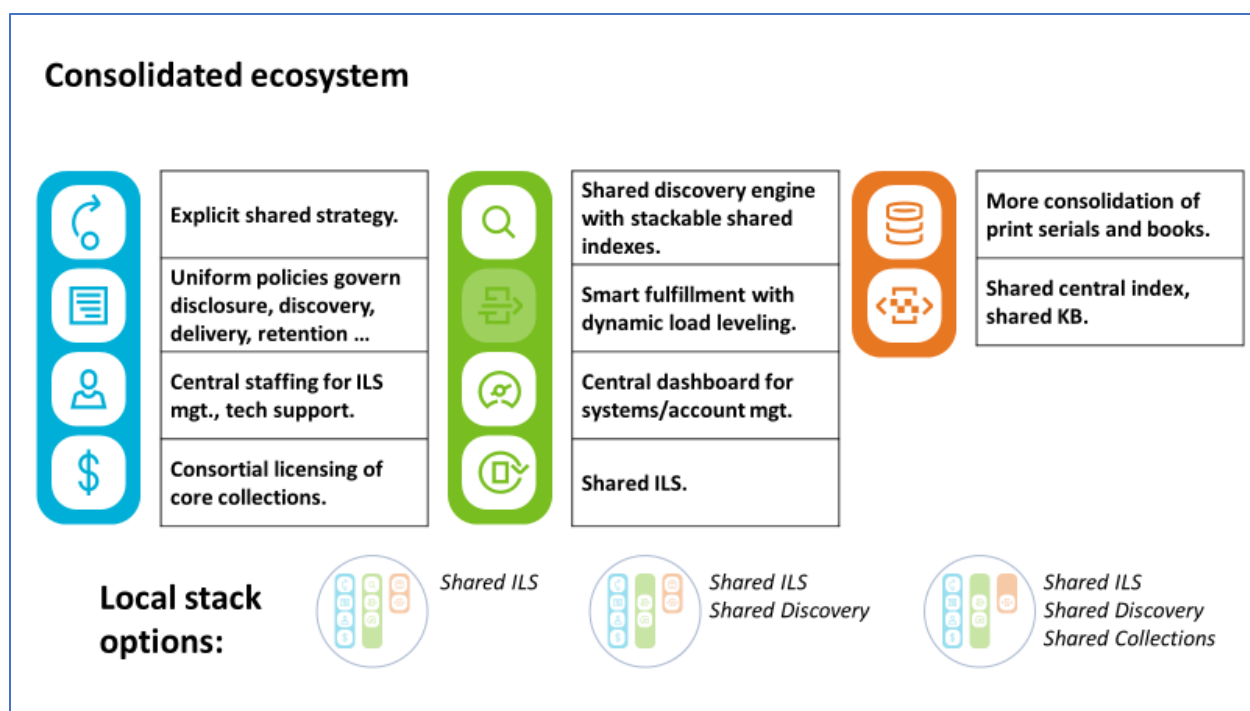 Consolidated ecosystem
Explicit shared strategy.
Uniform policies govern
disclosure, discovery,
delivery, retention ...
Central staffing for ILS
mgt., tech support.
$
Consortial licensing of
core collections.
Shared discovery engine
with stackable shared
indexes.
Smart fulfillment with
dynamic load leveling.
Central dashboard for
systems/account mgt.
Shared ILS.
More consolidation of
print serials and books.
Shared central index,
shared KB.
Local stack
options:
Shared ILS
Shared ILS
Shared Discovery
Shared ILS
Shared Discovery
Shared Collections